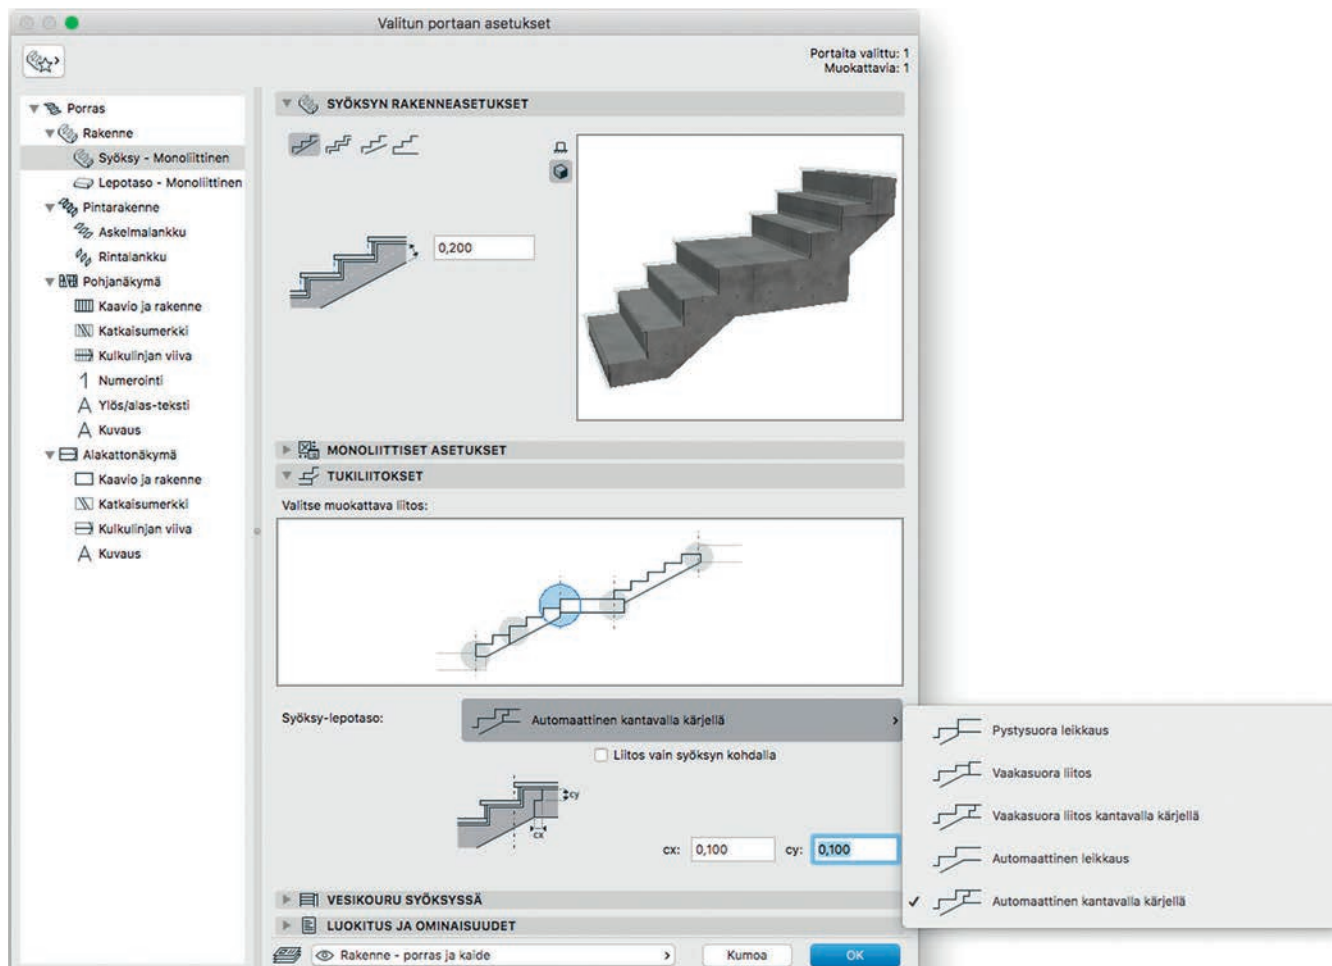 Valitun portaan asetukset
Portaita valittu: 1
Muokattavia: 1
Porras
Rakenne
Syöksy - Monoliittinen
Lepotaso - Monoliittinen
Pintarakenne
Askelmalankku
Rintalankku
Pohjanäkymä
Kaavio ja rakenne
Katkaisumerkki
Kulkulinjan viiva
1 Numerointi
A Ylös/alas-teksti
A Kuvaus
Alakattonäkymä
Kaavio ja rakenne
Katkaisumerkki
Kulkulinjan viiva
A Kuvaus
SYÖKSYN RAKENNEASETUKSET
0,200
MONOLIITTISET ASETUKSET
TUKILIITOKSET
Valitse muokattava liitos:
Syöksy-lepotaso:
Automaattinen kantavalla kärjellä
Liitos vain syöksyn kohdalla
cy
cx
cx: 0,100 cy: 0,100
Pystysuora leikkaus
Vaakasuora liitos
Vaakasuora liitos kantavalla kärjellä
Automaattinen leikkaus
Automaattinen kantavalla kärjellä
VESIKOURU SYÖKSYSSÄ
LUOKITUS JA OMINAISUUDET
Rakenne - porras ja kaide
Kumoa
OK